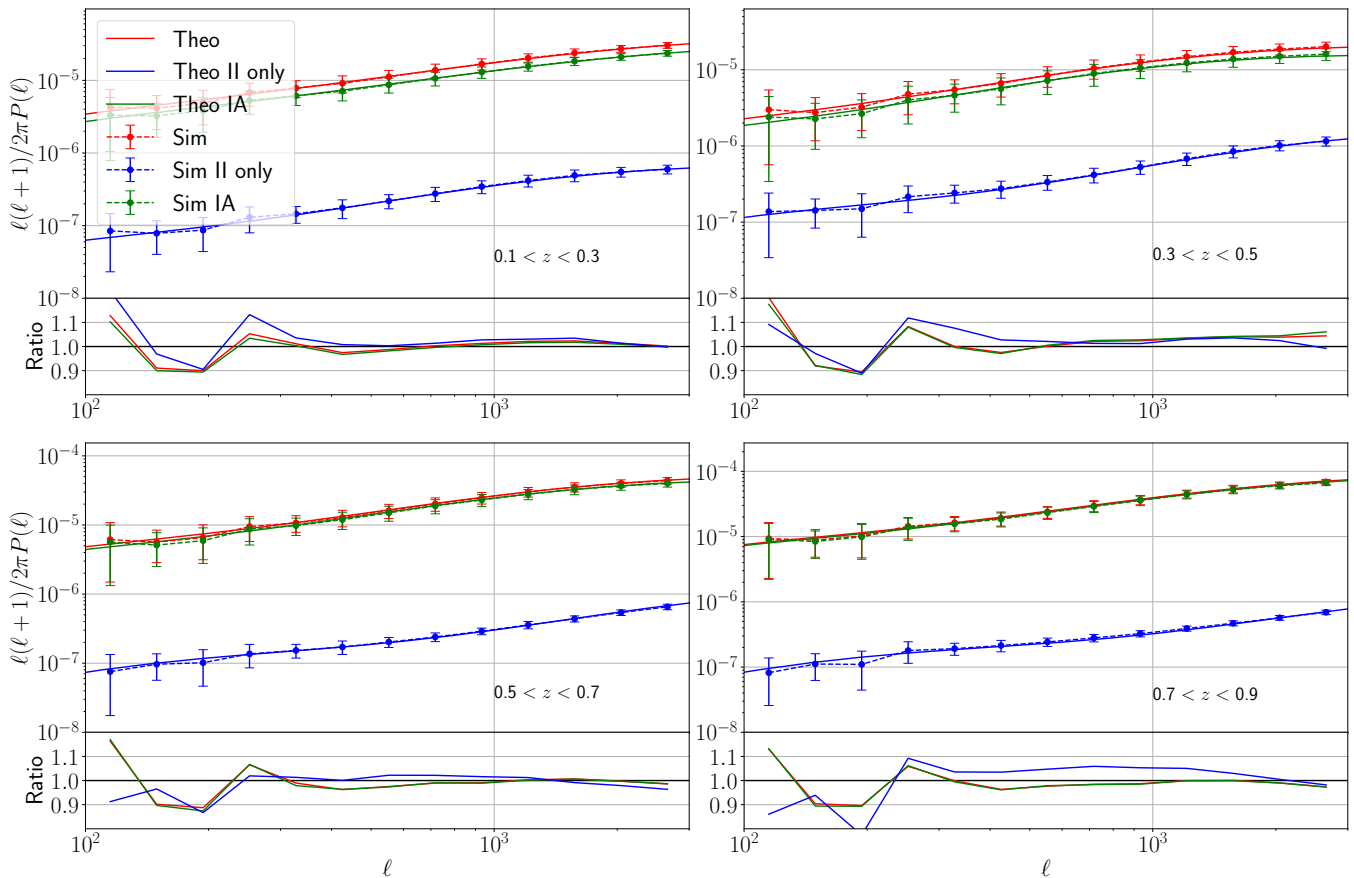 Theo
Theo II only
Theo IA
Sim
Sim II only
Sim IA
ℓ(ℓ + 1)/2πP(ℓ)
10⁻⁵
10⁻⁶
10⁻⁷
10⁻⁸
0.1 < z < 0.3
Ratio
1.1
1.0
0.9
10² 10³
10⁻⁵
10⁻⁶
10⁻⁷
10⁻⁸
0.3 < z < 0.5
1.1
1.0
0.9
10² 10³
ℓ(ℓ + 1)/2πP(ℓ)
10⁻⁴
10⁻⁵
10⁻⁶
10⁻⁷
10⁻⁸
0.5 < z < 0.7
Ratio
1.1
1.0
0.9
10² 10³
ℓ
10⁻⁴
10⁻⁵
10⁻⁶
10⁻⁷
10⁻⁸
0.7 < z < 0.9
1.1
1.0
0.9
10² 10³
ℓ